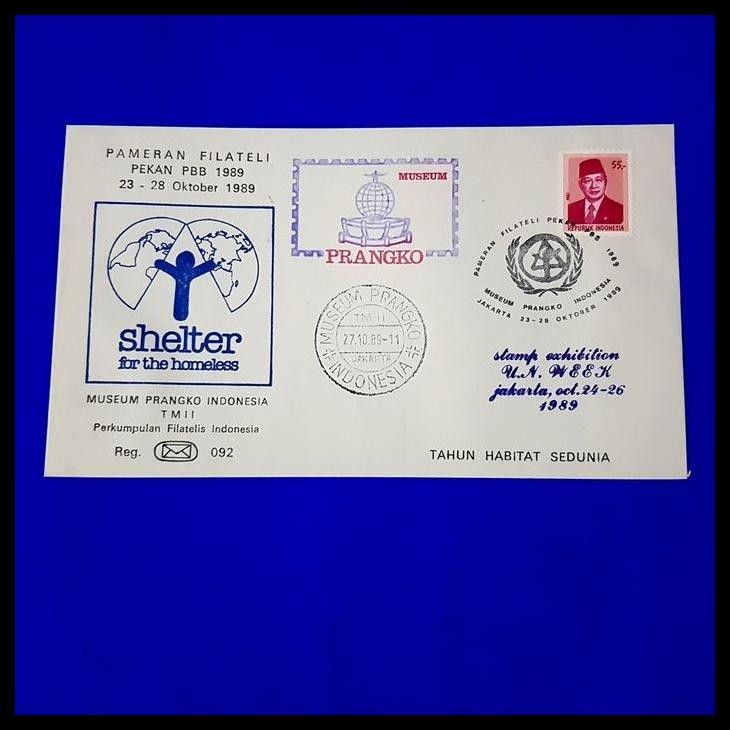 PAMERAN FILATELI
PEKAN PBB 1989
23 - 28 Oktober 1989
shelter
for the homeless
MUSEUM PRANGKO INDONESIA
TMII
Perkumpulan Filatelis Indonesia
Reg. 092
MUSEUM
PRANGKO
MUSEUM PRANGKO
TMII
27.10.89-11
JAKARTA
INDONESIA
55,-
REPUBLIK INDONESIA
PAMERAN FILATELI PEKAN PBB 1989
MUSEUM PRANGKO INDONESIA
JAKARTA 23-28 OKTOBER 1989
stamp exhibition
U.N. WEEK
jakarta, oct. 24-26
1989
TAHUN HABITAT SEDUNIA